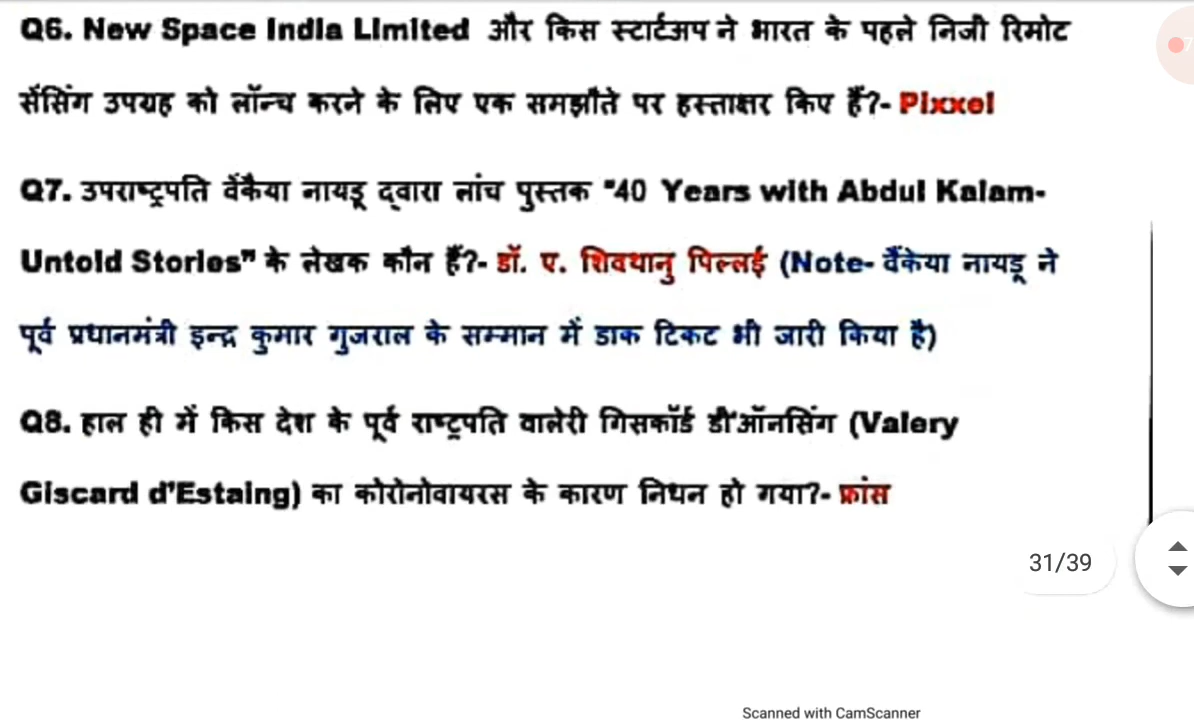 Q6. New Space India Limited और किस स्टार्टअप ने भारत के पहले निजी रिमोट
सेंसिंग उपग्रह को लॉन्च करने के लिए एक समझौते पर हस्ताक्षर किए हैं?- Pixxel
Q7. उपराष्ट्रपति वेंकैया नायडू द्वारा लांच पुस्तक "40 Years with Abdul Kalam-
Untold Stories" के लेखक कौन हैं?- डॉ. ए. शिवथानु पिल्लई (Note- वैंकेया नायडू ने
पूर्व प्रधानमंत्री इन्द्र कुमार गुजराल के सम्मान में डाक टिकट भी जारी किया है)
Q8. हाल ही में किस देश के पूर्व राष्ट्रपति वालेरी गिसकॉर्ड डी'ऑनसिंग (Valery
Giscard d'Estaing) का कोरोनोवायरस के कारण निधन हो गया?- फ्रांस
31/39
Scanned with CamScanner